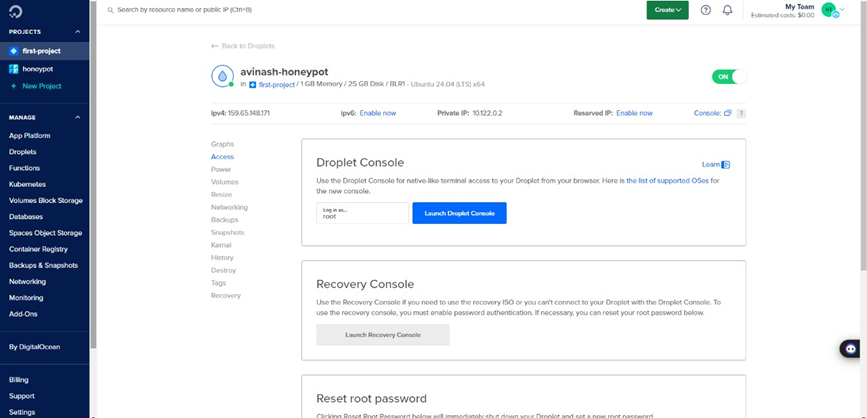 Search by resource name or public IP (Ctrl+B)
Create
My Team
Estimated costs: $0.00
PROJECTS
first-project
honeypot
+ New Project
MANAGE
App Platform
Droplets
Functions
Kubernetes
Volumes Block Storage
Databases
Spaces Object Storage
Container Registry
Backups & Snapshots
Networking
Monitoring
Add-Ons
By DigitalOcean
Billing
Support
Settings
← Back to Droplets
avinash-honeypot
in first-project / 1 GB Memory / 25 GB Disk / BLR1 - Ubuntu 24.04 (LTS) x64
ON
ipv4: 159.65.148.171
ipv6: Enable now
Private IP: 10.122.0.2
Reserved IP: Enable now
Console:
?
Graphs
Access
Power
Volumes
Resize
Networking
Backups
Snapshots
Kernel
History
Destroy
Tags
Recovery
Droplet Console
Learn
Use the Droplet Console for native-like terminal access to your Droplet from your browser. Here is the list of supported OSes for
the new console.
Log in as...
root
Launch Droplet Console
Recovery Console
Use the Recovery Console if you need to use the recovery ISO or you can't connect to your Droplet with the Droplet Console. To
use the recovery console, you must enable password authentication. If necessary, you can reset your root password below.
Launch Recovery Console
Reset root password
Clicking Reset Root Password below will immediately shut down your Droplet and set a new root password.